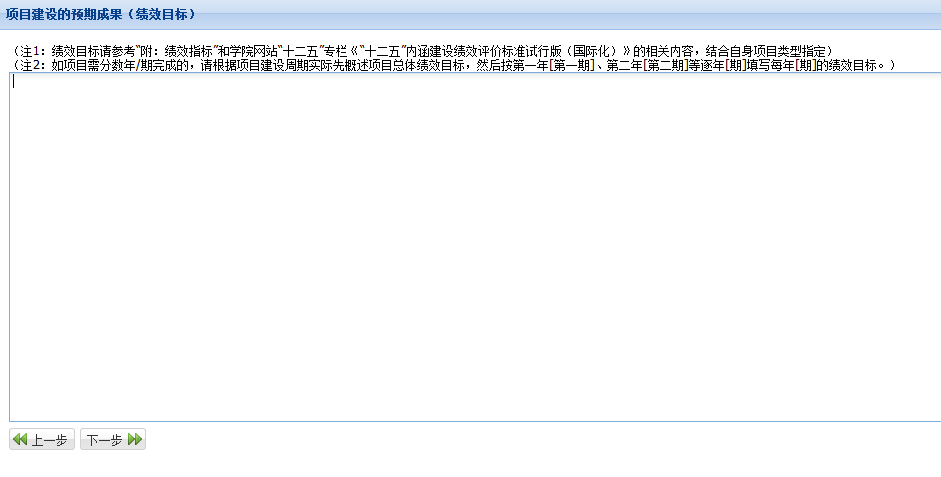 项目建设的预期成果（绩效目标）
（注1：绩效目标请参考"附：绩效指标"和学院网站"十二五"专栏《"十二五"内涵建设绩效评价标准试行版（国际化）》的相关内容，结合自身项目类型指定）
（注2：如项目需分数年/期完成的，请根据项目建设周期实际先概述项目总体绩效目标，然后按第一年[第一期]、第二年[第二期]等逐年[期]填写每年[期]的绩效目标。）
上一步 下一步